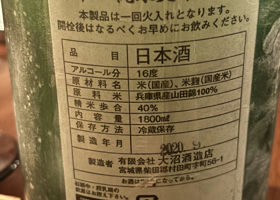 本製品は一回火入れとなります。
開栓後はなるべくお早めにお飲みください。
品目 日本酒
アルコール分 16度
原材料名 米(国産)、米麹(国産米)
原料米 兵庫県産山田錦100%
精米歩合 40%
内容量 1800㎖
保存方法 冷蔵保存
製造年月 2020. 9
製造者 有限会社 大沼酒造店
宮城県柴田郡村田町字町56-1